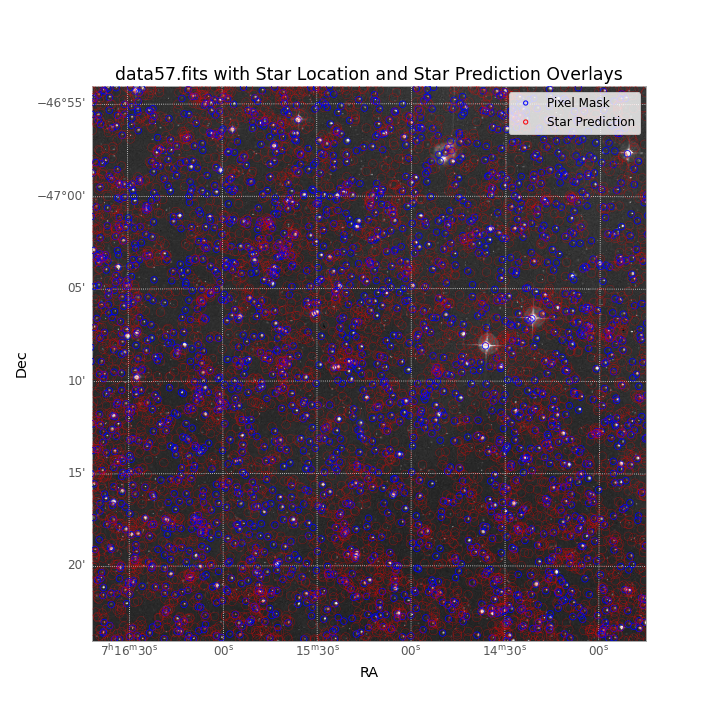 data57.fits with Star Location and Star Prediction Overlays
Pixel Mask
Star Prediction
−46°55'
−47°00'
05'
10'
15'
20'
Dec
7ʰ16ᵐ30ˢ 00ˢ 15ᵐ30ˢ 00ˢ 14ᵐ30ˢ 00ˢ
RA